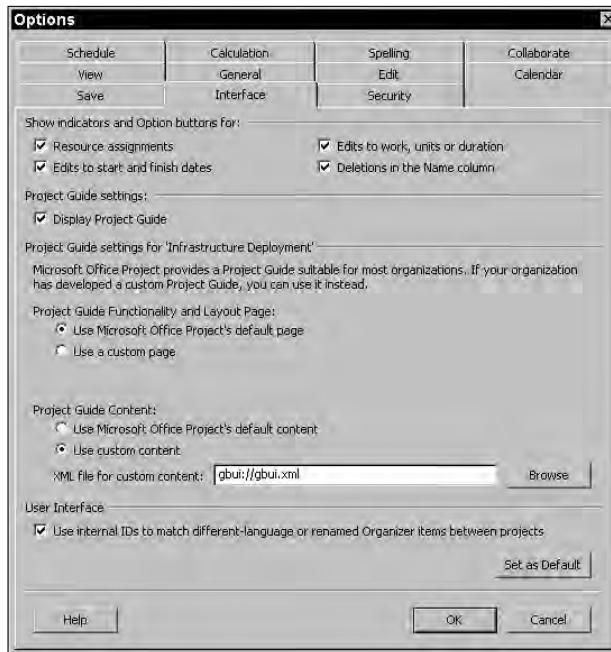 Options
Schedule Calculation Spelling Collaborate
View General Edit Calendar
Save Interface Security
Show indicators and Option buttons for:
Resource assignments Edits to work, units or duration
Edits to start and finish dates Deletions in the Name column
Project Guide settings:
Display Project Guide
Project Guide settings for 'Infrastructure Deployment'
Microsoft Office Project provides a Project Guide suitable for most organizations. If your organization
has developed a custom Project Guide, you can use it instead.
Project Guide Functionality and Layout Page:
Use Microsoft Office Project's default page
Use a custom page
Project Guide Content:
Use Microsoft Office Project's default content
Use custom content
XML file for custom content: gbui://gbui.xml Browse
User Interface
Use internal IDs to match different-language or renamed Organizer items between projects
Set as Default
Help OK Cancel